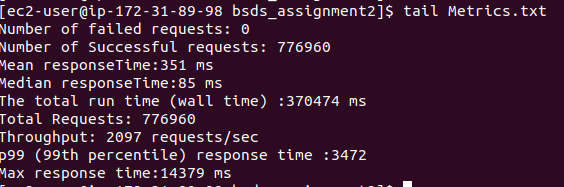 [ec2-user@ip-172-31-89-98 bsds_assignment2]$ tail Metrics.txt
Number of failed requests: 0
Number of Successful requests: 776960
Mean responseTime:351 ms
Median responseTime:85 ms
The total run time (wall time) :370474 ms
Total Requests: 776960
Throughput: 2097 requests/sec
p99 (99th percentile) response time :3472
Max response time:14379 ms